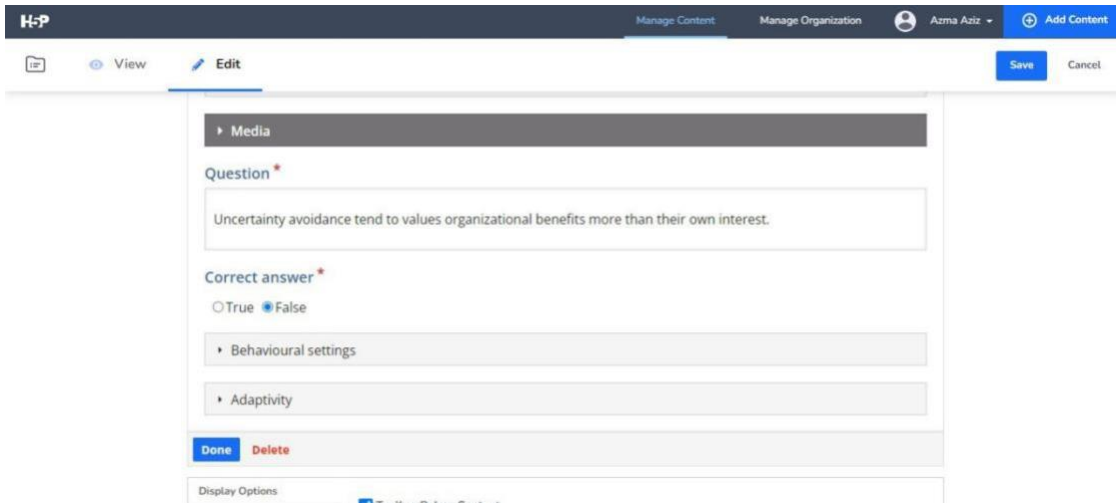 H5P Manage Content Manage Organization Azma Aziz Add Content
View Edit Save Cancel
Media
Question *
Uncertainty avoidance tend to values organizational benefits more than their own interest.
Correct answer *
True False
Behavioural settings
Adaptivity
Done Delete
Display Options